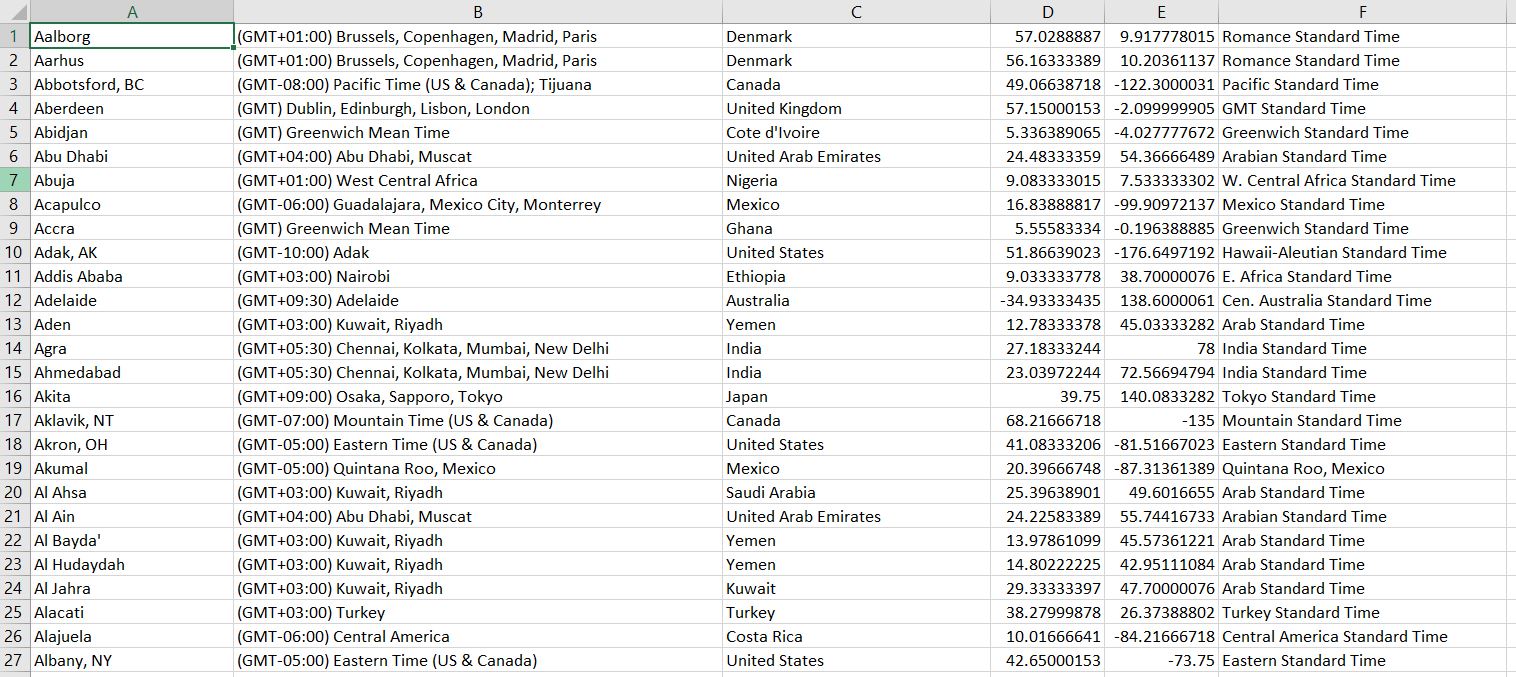 A B C D E F
1 Aalborg (GMT+01:00) Brussels, Copenhagen, Madrid, Paris Denmark 57.0288887 9.917778015 Romance Standard Time
2 Aarhus (GMT+01:00) Brussels, Copenhagen, Madrid, Paris Denmark 56.16333389 10.20361137 Romance Standard Time
3 Abbotsford, BC (GMT-08:00) Pacific Time (US & Canada); Tijuana Canada 49.06638718 -122.3000031 Pacific Standard Time
4 Aberdeen (GMT) Dublin, Edinburgh, Lisbon, London United Kingdom 57.15000153 -2.099999905 GMT Standard Time
5 Abidjan (GMT) Greenwich Mean Time Cote d'Ivoire 5.336389065 -4.027777672 Greenwich Standard Time
6 Abu Dhabi (GMT+04:00) Abu Dhabi, Muscat United Arab Emirates 24.48333359 54.36666489 Arabian Standard Time
7 Abuja (GMT+01:00) West Central Africa Nigeria 9.083333015 7.533333302 W. Central Africa Standard Time
8 Acapulco (GMT-06:00) Guadalajara, Mexico City, Monterrey Mexico 16.83888817 -99.90972137 Mexico Standard Time
9 Accra (GMT) Greenwich Mean Time Ghana 5.55583334 -0.196388885 Greenwich Standard Time
10 Adak, AK (GMT-10:00) Adak United States 51.86639023 -176.6497192 Hawaii-Aleutian Standard Time
11 Addis Ababa (GMT+03:00) Nairobi Ethiopia 9.033333778 38.70000076 E. Africa Standard Time
12 Adelaide (GMT+09:30) Adelaide Australia -34.93333435 138.6000061 Cen. Australia Standard Time
13 Aden (GMT+03:00) Kuwait, Riyadh Yemen 12.78333378 45.03333282 Arab Standard Time
14 Agra (GMT+05:30) Chennai, Kolkata, Mumbai, New Delhi India 27.18333244 78 India Standard Time
15 Ahmedabad (GMT+05:30) Chennai, Kolkata, Mumbai, New Delhi India 23.03972244 72.56694794 India Standard Time
16 Akita (GMT+09:00) Osaka, Sapporo, Tokyo Japan 39.75 140.0833282 Tokyo Standard Time
17 Aklavik, NT (GMT-07:00) Mountain Time (US & Canada) Canada 68.21666718 -135 Mountain Standard Time
18 Akron, OH (GMT-05:00) Eastern Time (US & Canada) United States 41.08333206 -81.51667023 Eastern Standard Time
19 Akumal (GMT-05:00) Quintana Roo, Mexico Mexico 20.39666748 -87.31361389 Quintana Roo, Mexico
20 Al Ahsa (GMT+03:00) Kuwait, Riyadh Saudi Arabia 25.39638901 49.6016655 Arab Standard Time
21 Al Ain (GMT+04:00) Abu Dhabi, Muscat United Arab Emirates 24.22583389 55.74416733 Arabian Standard Time
22 Al Bayda' (GMT+03:00) Kuwait, Riyadh Yemen 13.97861099 45.57361221 Arab Standard Time
23 Al Hudaydah (GMT+03:00) Kuwait, Riyadh Yemen 14.80222225 42.95111084 Arab Standard Time
24 Al Jahra (GMT+03:00) Kuwait, Riyadh Kuwait 29.33333397 47.70000076 Arab Standard Time
25 Alacati (GMT+03:00) Turkey Turkey 38.27999878 26.37388802 Turkey Standard Time
26 Alajuela (GMT-06:00) Central America Costa Rica 10.01666641 -84.21666718 Central America Standard Time
27 Albany, NY (GMT-05:00) Eastern Time (US & Canada) United States 42.65000153 -73.75 Eastern Standard Time